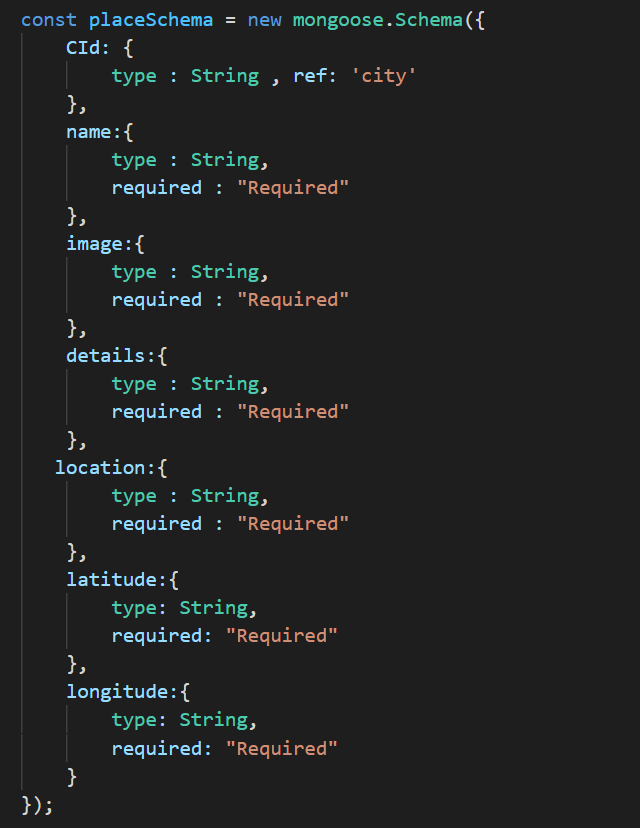 const placeSchema = new mongoose.Schema({
    CId: {
        type : String , ref: 'city'
    },
    name:{
        type : String,
        required : "Required"
    },
    image:{
        type : String,
        required : "Required"
    },
    details:{
        type : String,
        required : "Required"
    },
   location:{
        type : String,
        required : "Required"
    },
    latitude:{
        type: String,
        required: "Required"
    },
    longitude:{
        type: String,
        required: "Required"
    }
});